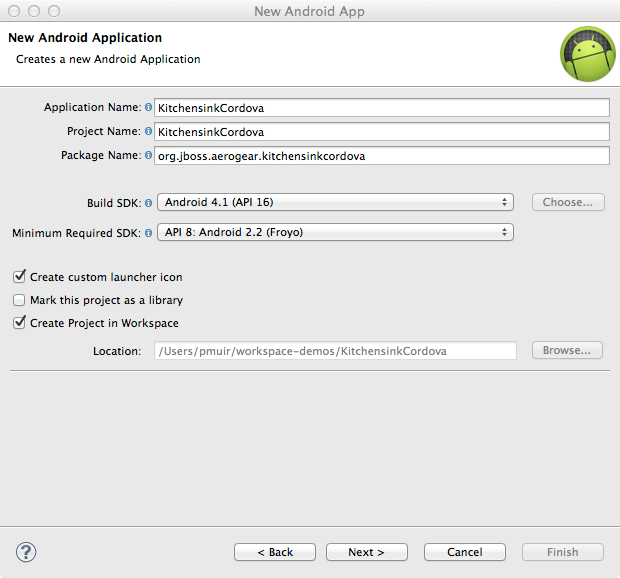 New Android App
New Android Application
Creates a new Android Application
Application Name: KitchensinkCordova
Project Name: KitchensinkCordova
Package Name: org.jboss.aerogear.kitchensinkcordova
Build SDK: Android 4.1 (API 16) Choose...
Minimum Required SDK: API 8: Android 2.2 (Froyo)
Create custom launcher icon
Mark this project as a library
Create Project in Workspace
Location: /Users/pmuir/workspace-demos/KitchensinkCordova Browse...
? < Back Next > Cancel Finish